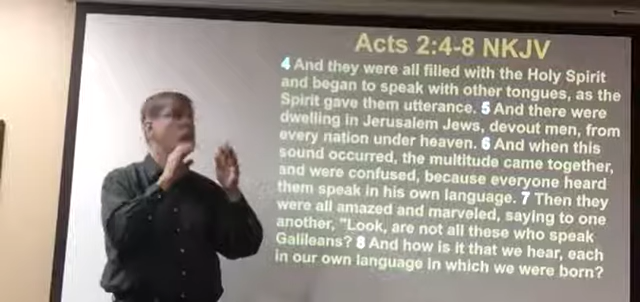 Acts 2:4-8 NKJV
4 And they were all filled with the Holy Spirit
and began to speak with other tongues, as the
Spirit gave them utterance. 5 And there were
dwelling in Jerusalem Jews, devout men, from
every nation under heaven. 6 And when this
sound occurred, the multitude came together,
and were confused, because everyone heard
them speak in his own language. 7 Then they
were all amazed and marveled, saying to one
another, "Look, are not all these who speak
Galileans? 8 And how is it that we hear, each
in our own language in which we were born?